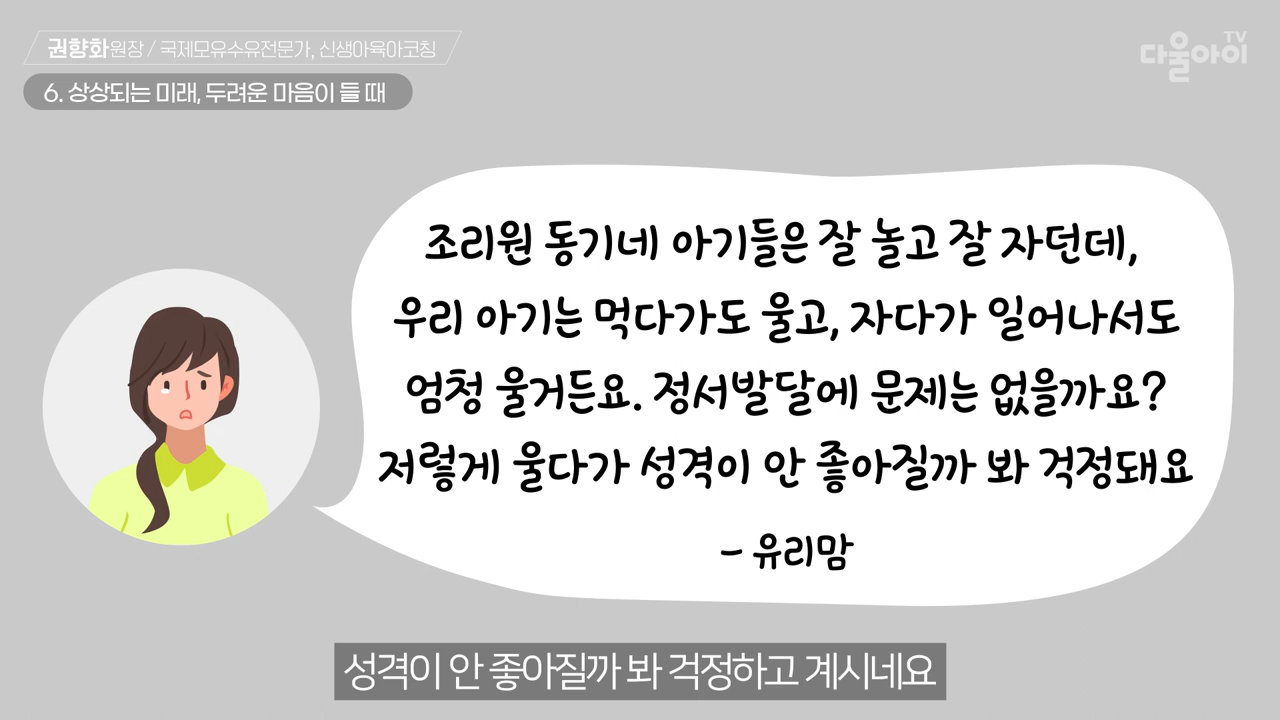 권향화원장 / 국제모유수유전문가, 신생아육아코칭
다울아이 TV
6. 상상되는 미래, 두려운 마음이 들 때
조리원 동기네 아기들은 잘 놀고 잘 자던데,
우리 아기는 먹다가도 울고, 자다가 일어나서도
엄청 울거든요. 정서발달에 문제는 없을까요?
저렇게 울다가 성격이 안 좋아질까 봐 걱정돼요
- 유리맘
성격이 안 좋아질까 봐 걱정하고 계시네요